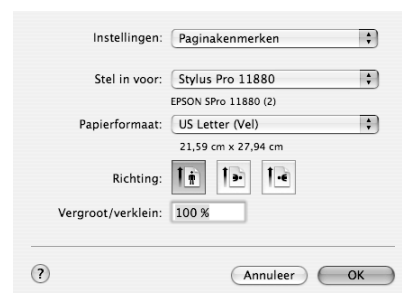 Instellingen: Paginakenmerken
Stel in voor: Stylus Pro 11880
EPSON SPro 11880 (2)
Papierformaat: US Letter (Vel)
21,59 cm x 27,94 cm
Richting:
Vergroot/verklein: 100 %
? Annuleer OK